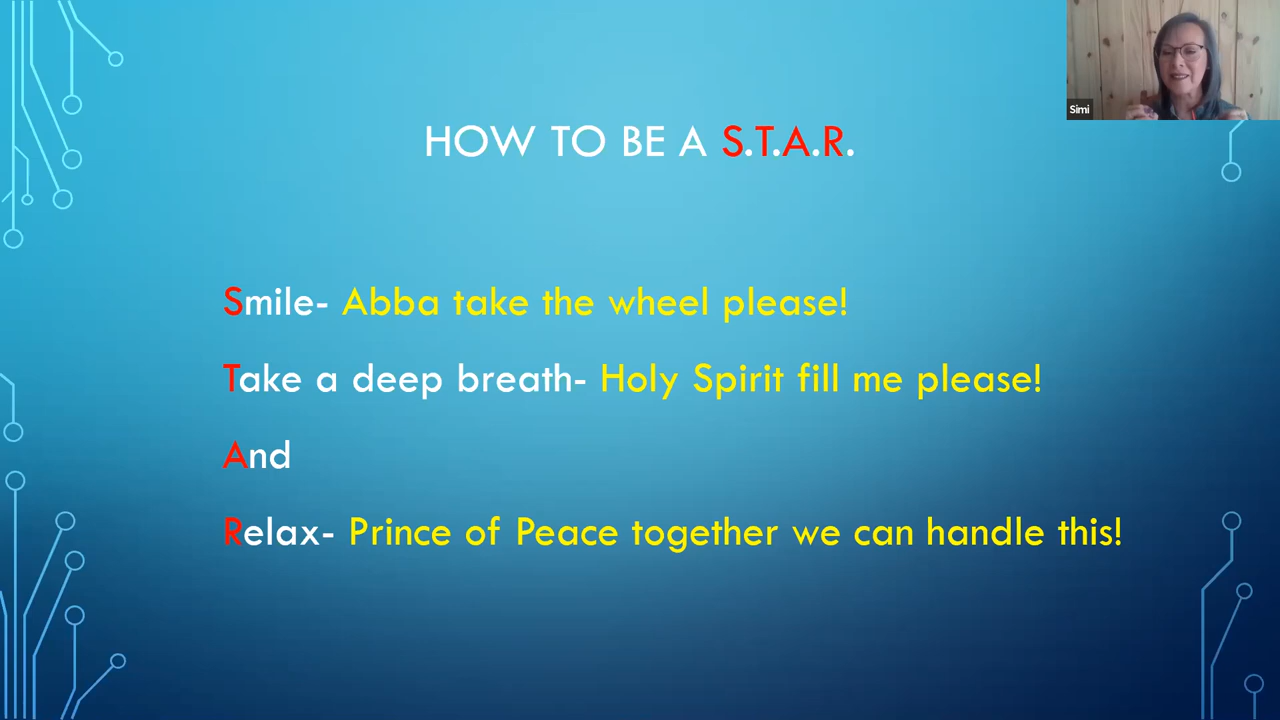 Simi
HOW TO BE A S.T.A.R.
Smile- Abba take the wheel please!
Take a deep breath- Holy Spirit fill me please!
And
Relax- Prince of Peace together we can handle this!